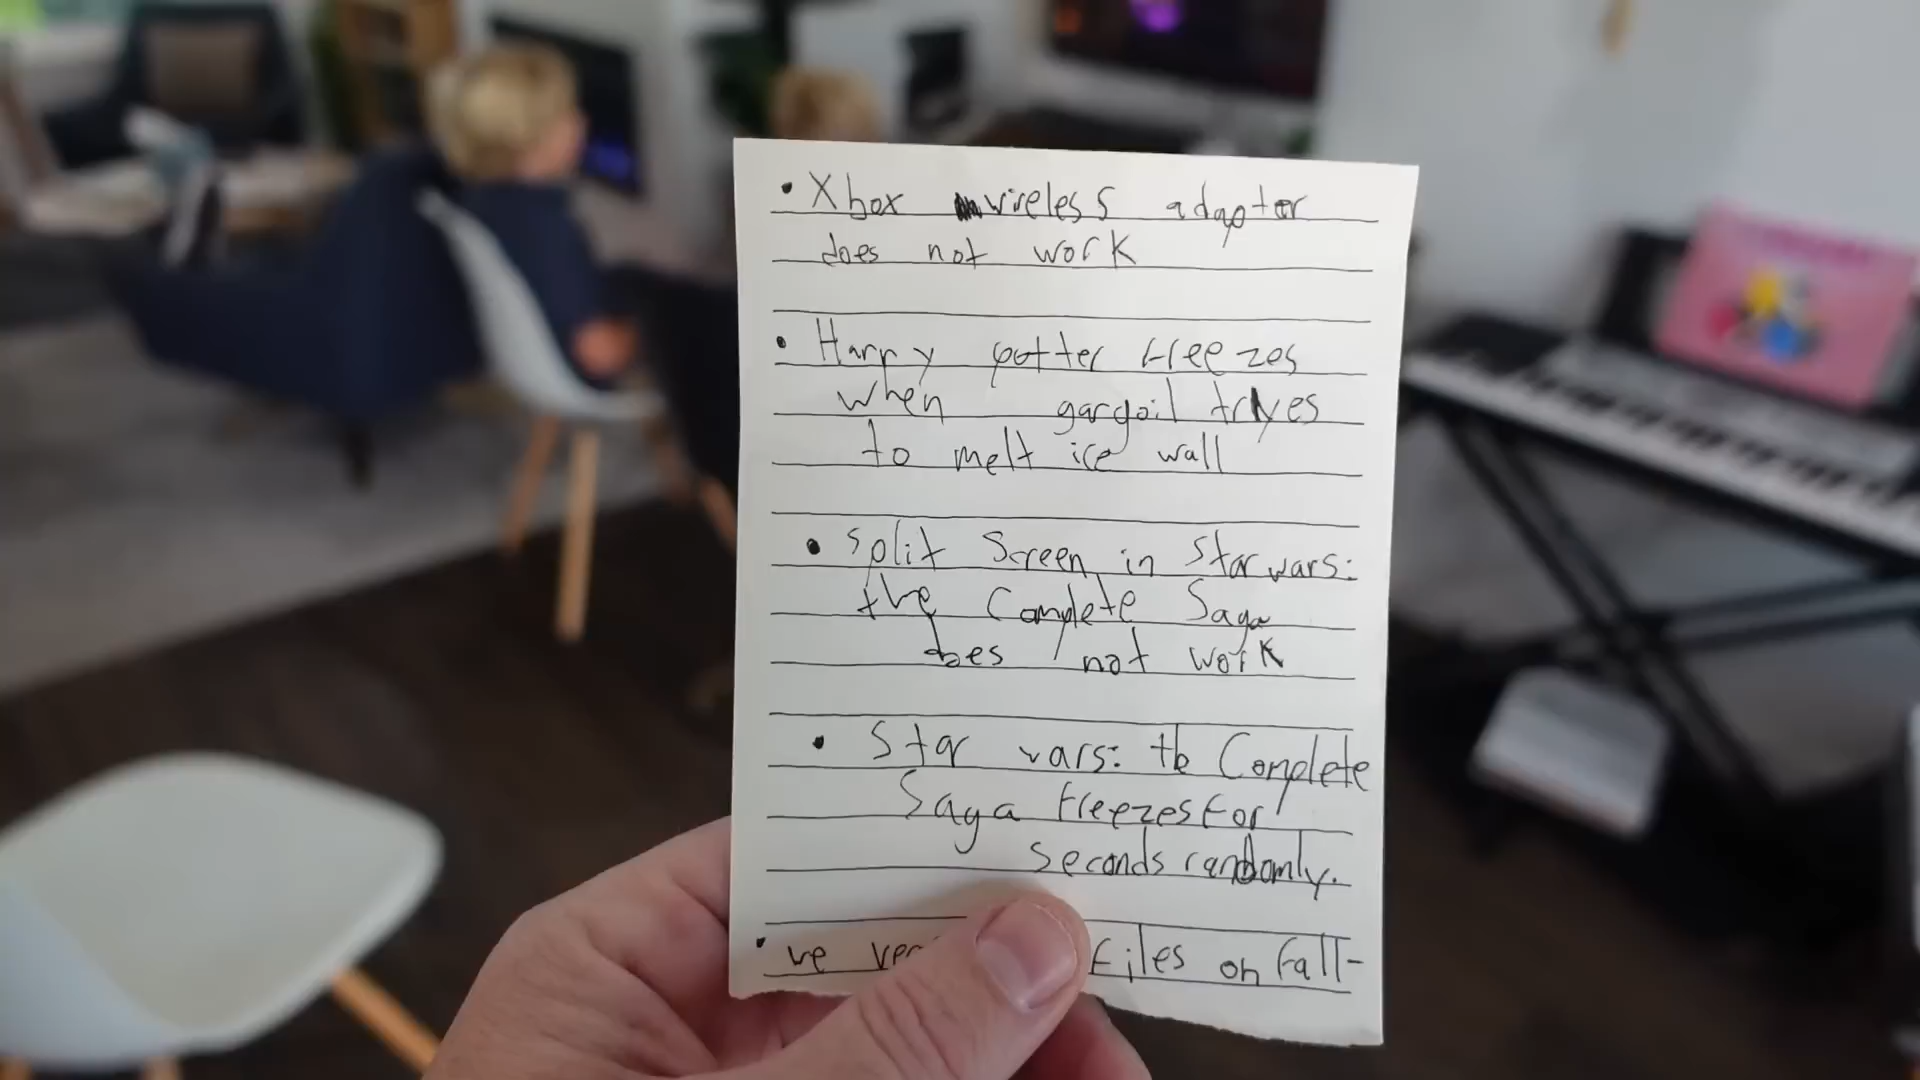 • Xbox wireless adaptor
does not work
• Harry potter freezes
when gargoil tryes
to melt ice wall
• Split Screen in Star wars:
the Complete Saga
does not work
• Star wars: the Complete
Saga freezes for
seconds randomly.
• we files on Fall-